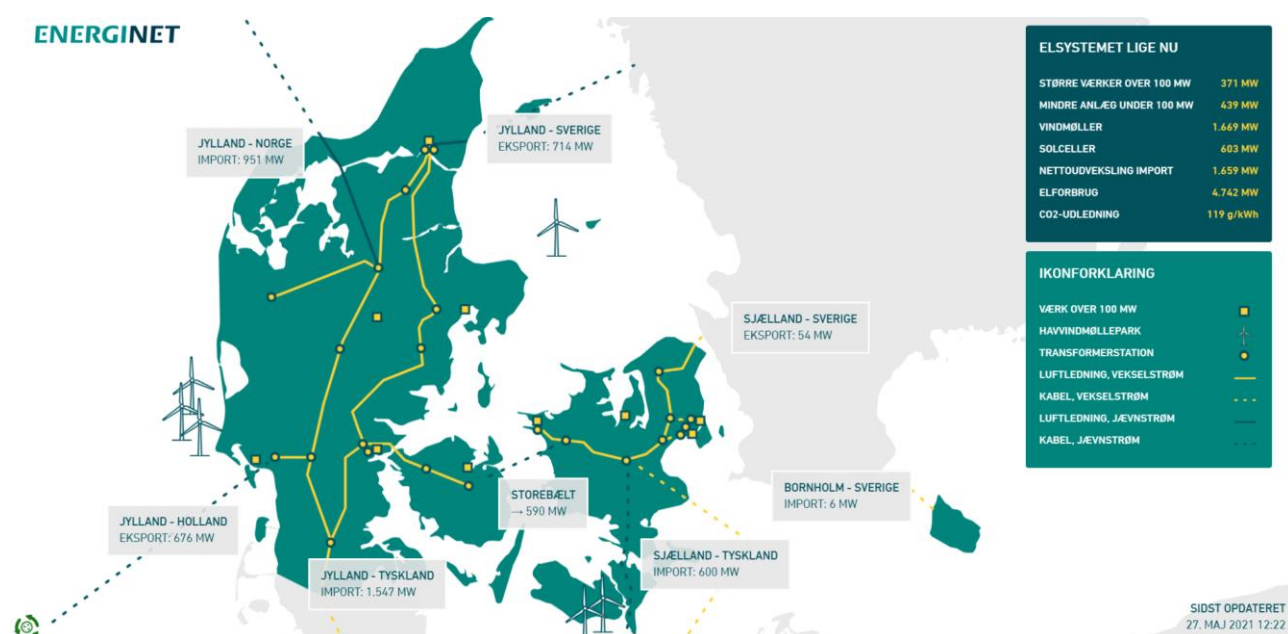 ENERGINET
JYLLAND - NORGE
IMPORT: 951 MW
JYLLAND - SVERIGE
EKSPORT: 714 MW
SJÆLLAND - SVERIGE
EKSPORT: 54 MW
BORNHOLM - SVERIGE
IMPORT: 6 MW
STOREBÆLT
→ 590 MW
JYLLAND - HOLLAND
EKSPORT: 676 MW
SJÆLLAND - TYSKLAND
IMPORT: 600 MW
JYLLAND - TYSKLAND
IMPORT: 1.547 MW
ELSYSTEMET LIGE NU
STØRRE VÆRKER OVER 100 MW 371 MW
MINDRE ANLÆG UNDER 100 MW 439 MW
VINDMØLLER 1.669 MW
SOLCELLER 603 MW
NETTOUDVEKSLING IMPORT 1.659 MW
ELFORBRUG 4.742 MW
CO2-UDLEDNING 119 g/kWh
IKONFORKLARING
VÆRK OVER 100 MW
HAVVINDMØLLEPARK
TRANSFORMERSTATION
LUFTLEDNING, VEKSELSTRØM
KABEL, VEKSELSTRØM
LUFTLEDNING, JÆVNSTRØM
KABEL, JÆVNSTRØM
SIDST OPDATERET
27. MAJ 2021 12:22